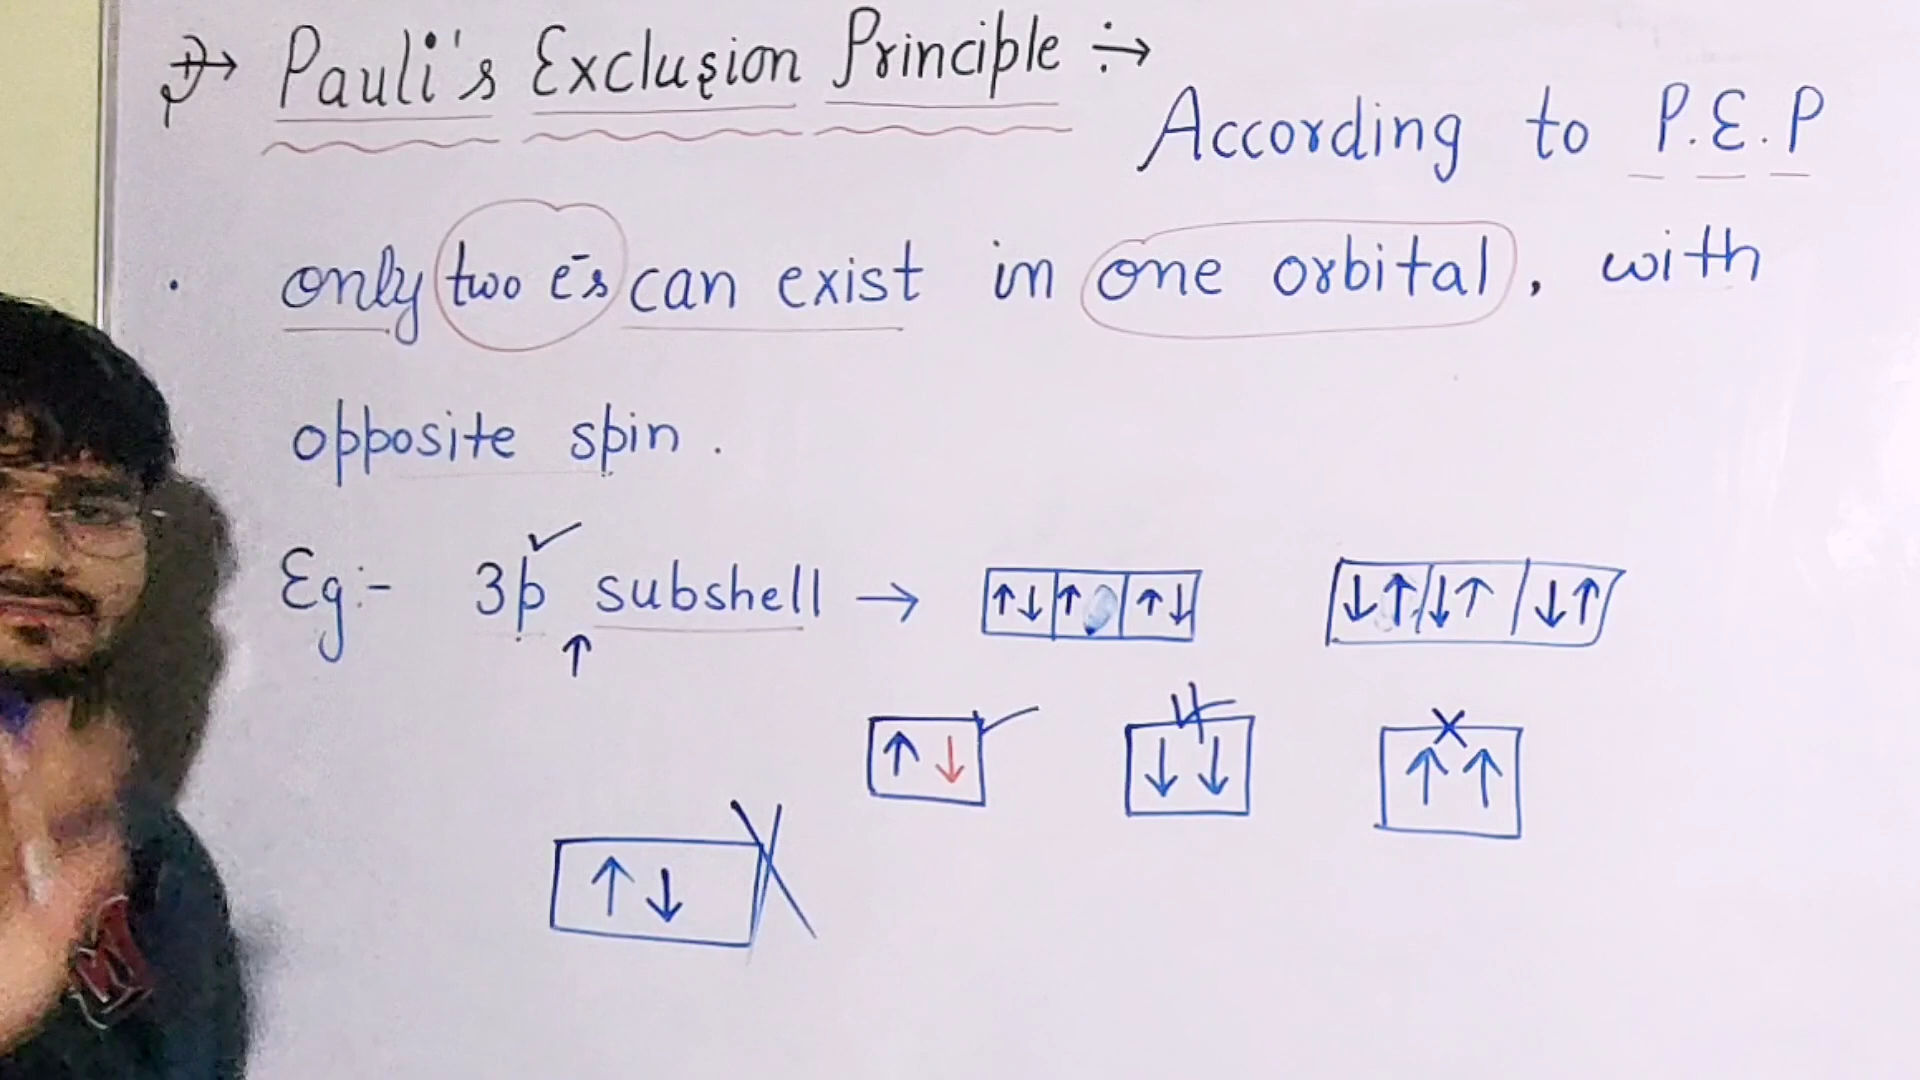 Pauli's Exclusion Principle :→
According to P.E.P
only two e⁻s can exist in one orbital, with
opposite spin.
Eg:- 3p ✓ subshell → ↑↓ ↑ ↑↓ ↓↑ ↓↑ ↓↑
↑
↑↓ ✓ ↓↓ ↑↑ ×
↑↓ ×